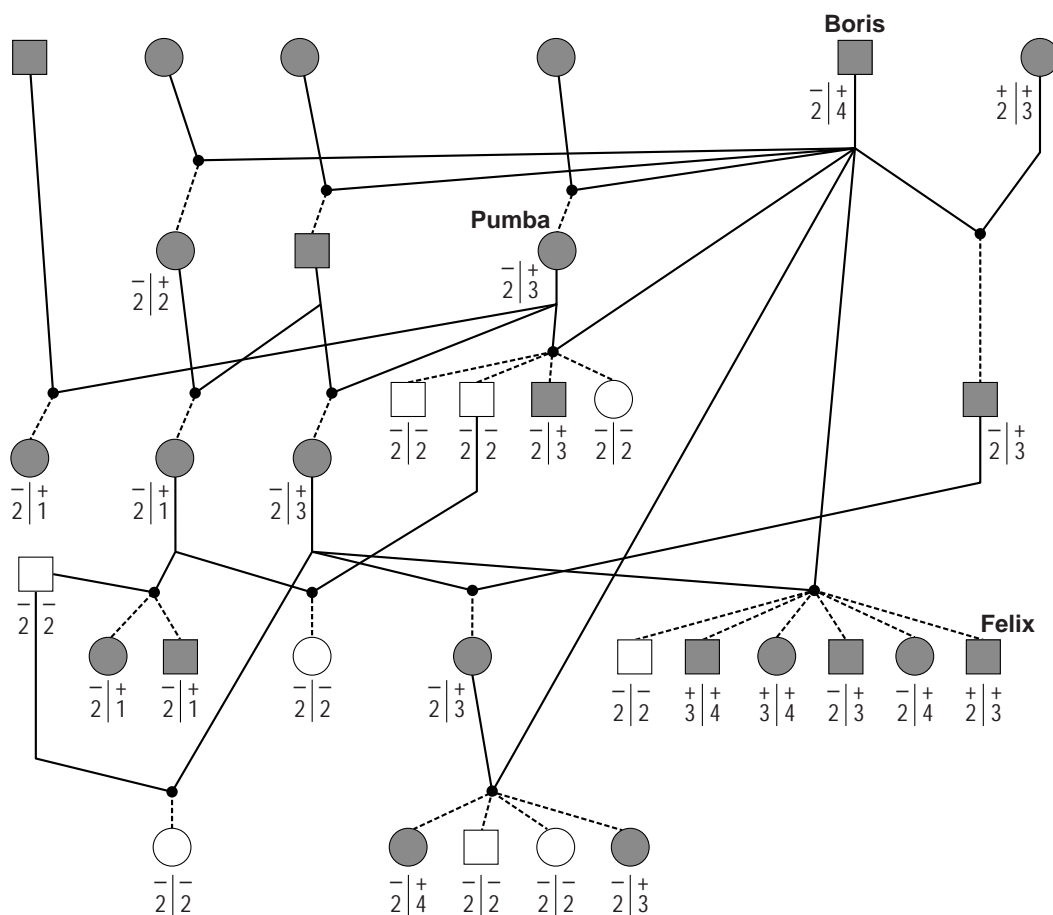 Boris
−|+ +|+
2|4 2|3
Pumba
−|+ −|+
2|2 2|3
−|− −|− −|+ −|− −|+
2|2 2|2 2|3 2|2 2|3
−|+ −|+ −|+
2|1 2|1 2|3
−|−
2|2
Felix
−|+ −|+ −|− −|+ −|− +|+ +|+ −|+ −|+ +|+
2|1 2|1 2|2 2|3 2|2 3|4 3|4 2|3 2|4 2|3
−|− −|+ −|− −|− −|+
2|2 2|4 2|2 2|2 2|3